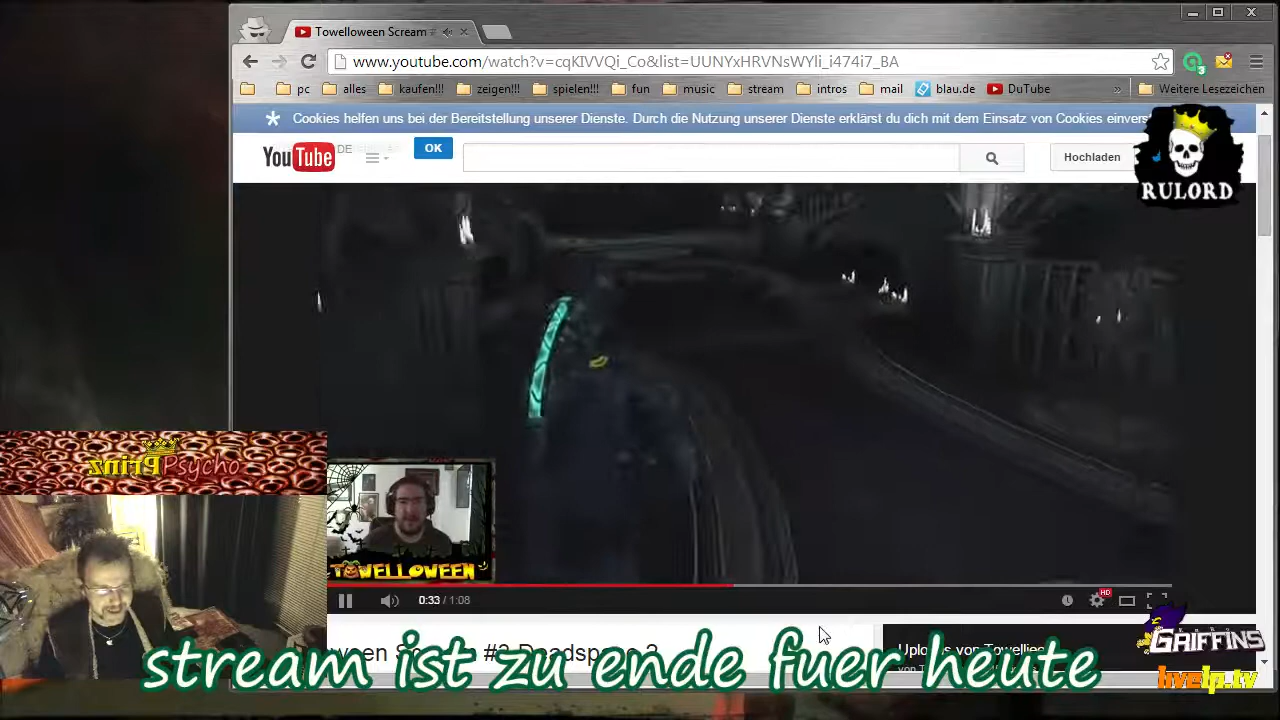 Towelloween Scream
www.youtube.com/watch?v=cqKIVVQi_Co&list=UUNYxHRVNsWYli_i474i7_BA
pc alles kaufen!!! zeigen!!! spielen!!! fun music stream intros mail blau.de DuTube » Weitere Lesezeichen
Cookies helfen uns bei der Bereitstellung unserer Dienste. Durch die Nutzung unserer Dienste erklärst du dich mit dem Einsatz von Cookies einvers
YouTube DE OK Hochladen
RULORD
Prinz Psycho
TOWELLOWEEN
0:33 / 1:08
HD
GRIFFINS
stream ist zu ende fuer heute
livelp.tv